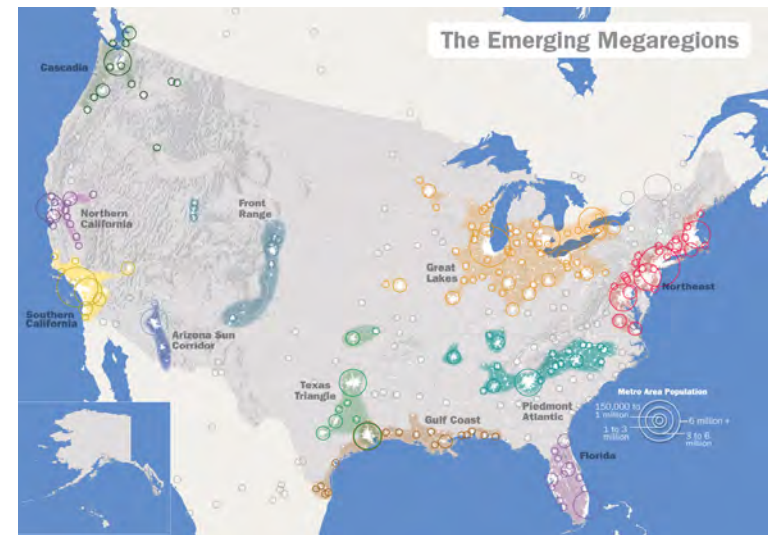 The Emerging Megaregions
Cascadia
Northern
California
Front
Range
Great
Lakes
Northeast
Southern
California
Arizona Sun
Corridor
Texas
Triangle
Gulf Coast
Piedmont
Atlantic
Florida
Metro Area Population
150,000 to
1 million
1 to 3
million
6 million +
3 to 6
million